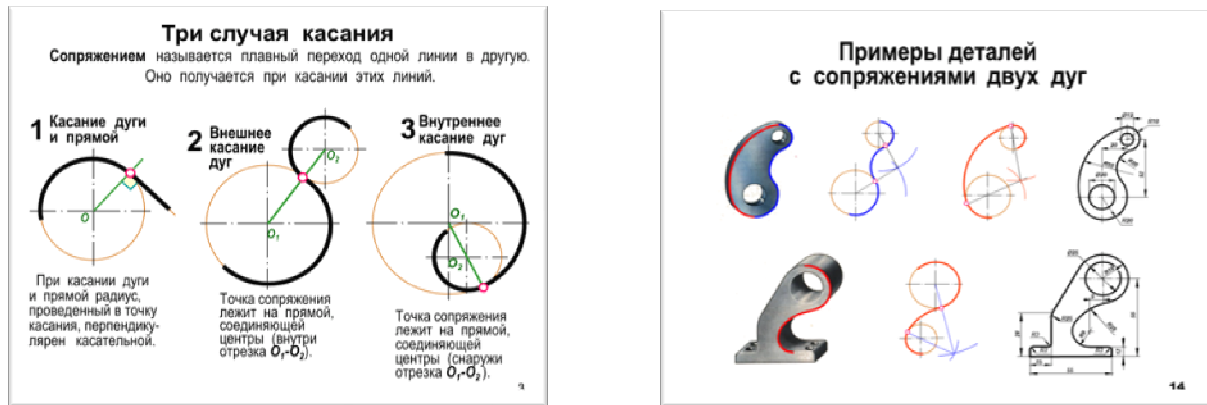 Три случая касания
Сопряжением называется плавный переход одной линии в другую.
Оно получается при касании этих линий.
1 Касание дуги
и прямой
2 Внешнее
касание
дуг
3 Внутреннее
касание дуг
O
O₂
O₁
O₁
O₂
При касании дуги
и прямой радиус,
проведенный в точку
касания, перпендику-
лярен касательной.
Точка сопряжения
лежит на прямой,
соединяющей
центры (внутри
отрезка O₁-O₂).
Точка сопряжения
лежит на прямой,
соединяющей
центры (снаружи
отрезка O₁-O₂).
3
Примеры деталей
с сопряжениями двух дуг
14